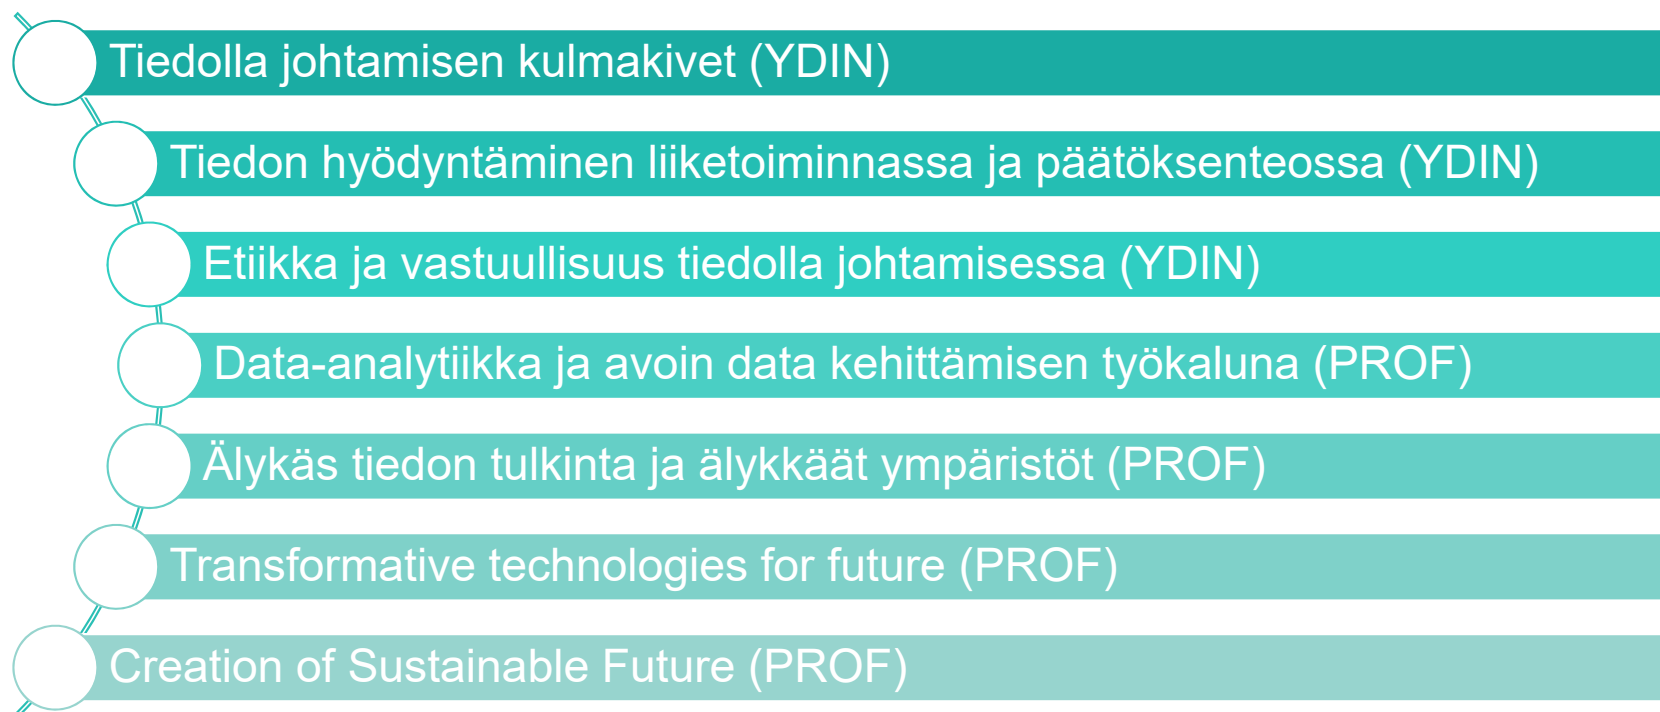 Tiedolla johtamisen kulmakivet (YDIN)
Tiedon hyödyntäminen liiketoiminnassa ja päätöksenteossa (YDIN)
Etiikka ja vastuullisuus tiedolla johtamisessa (YDIN)
Data-analytiikka ja avoin data kehittämisen työkaluna (PROF)
Älykäs tiedon tulkinta ja älykkäät ympäristöt (PROF)
Transformative technologies for future (PROF)
Creation of Sustainable Future (PROF)